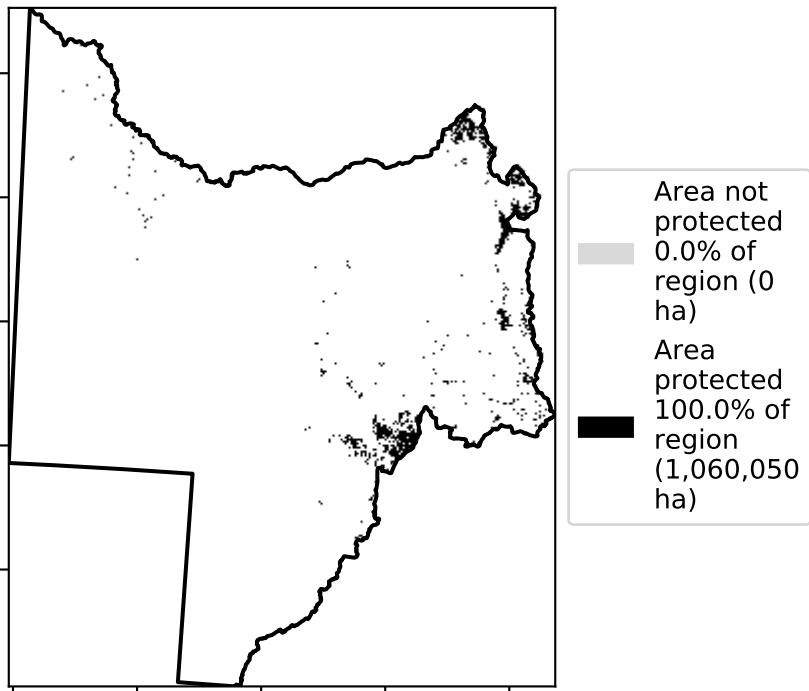 Area not
protected
0.0% of
region (0
ha)
Area
protected
100.0% of
region
(1,060,050
ha)